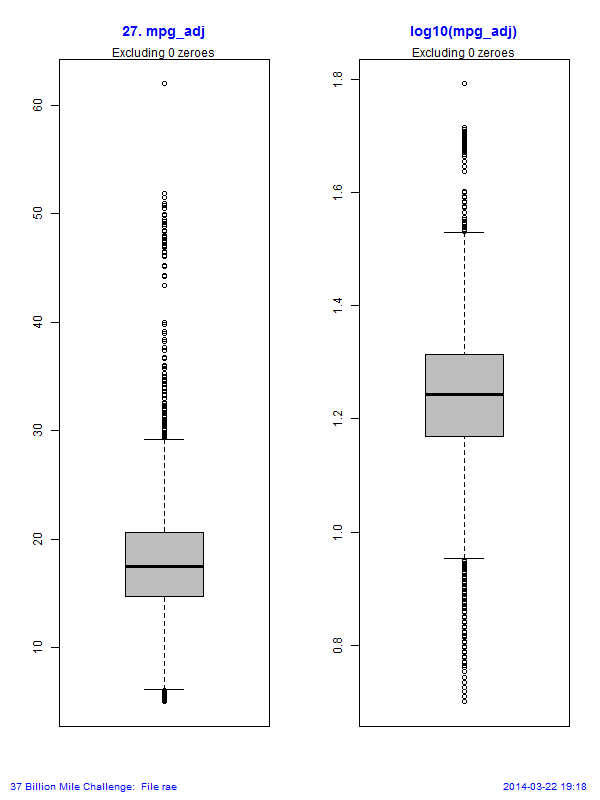 27. mpg_adj
Excluding 0 zeroes
60
50
40
30
20
10
log10(mpg_adj)
Excluding 0 zeroes
1.8
1.6
1.4
1.2
1.0
0.8
37 Billion Mile Challenge: File rae
2014-03-22 19:18